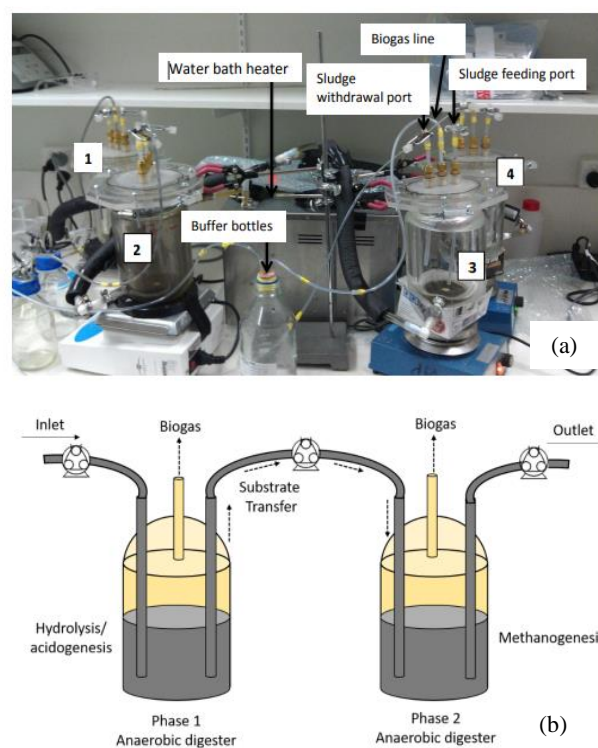 Biogas line
Water bath heater
Sludge
withdrawal port
Sludge feeding port
1
4
2
Buffer bottles
3
(a)
Inlet
Biogas
Biogas
Outlet
Substrate
Transfer
Hydrolysis/
acidogenesis
Methanogenesi
Phase 1
Anaerobic digester
Phase 2
Anaerobic digester
(b)